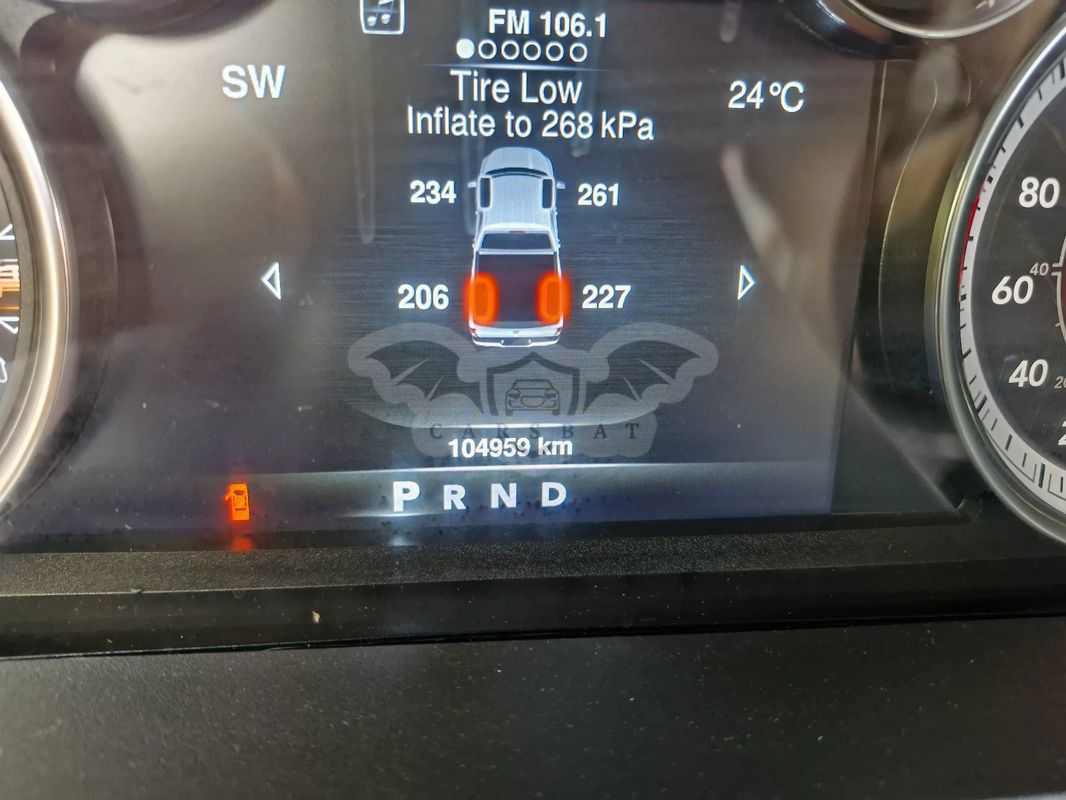 FM 106.1
SW
Tire Low
24°C
Inflate to 268 kPa
234 261
206 227
CARSBAT
104959 km
P R N D
80
60
40
40